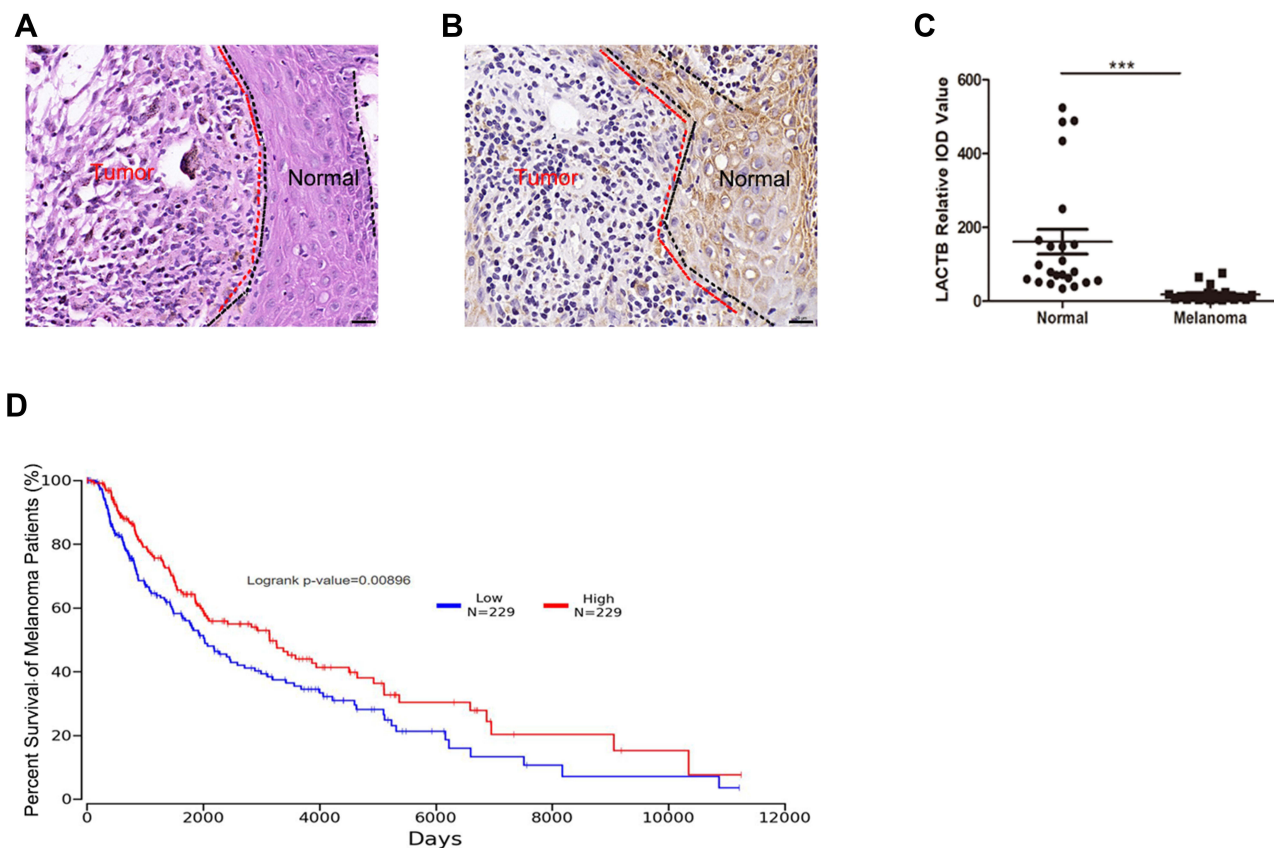 A
B
C
Tumor
Normal
Tumor
Normal
LACTB Relative IOD Value
***
600
400
200
0
Normal
Melanoma
D
Percent Survival of Melanoma Patients (%)
100
80
60
40
20
0
Logrank p-value=0.00896
Low
N=229
High
N=229
0
2000
4000
6000
8000
10000
12000
Days